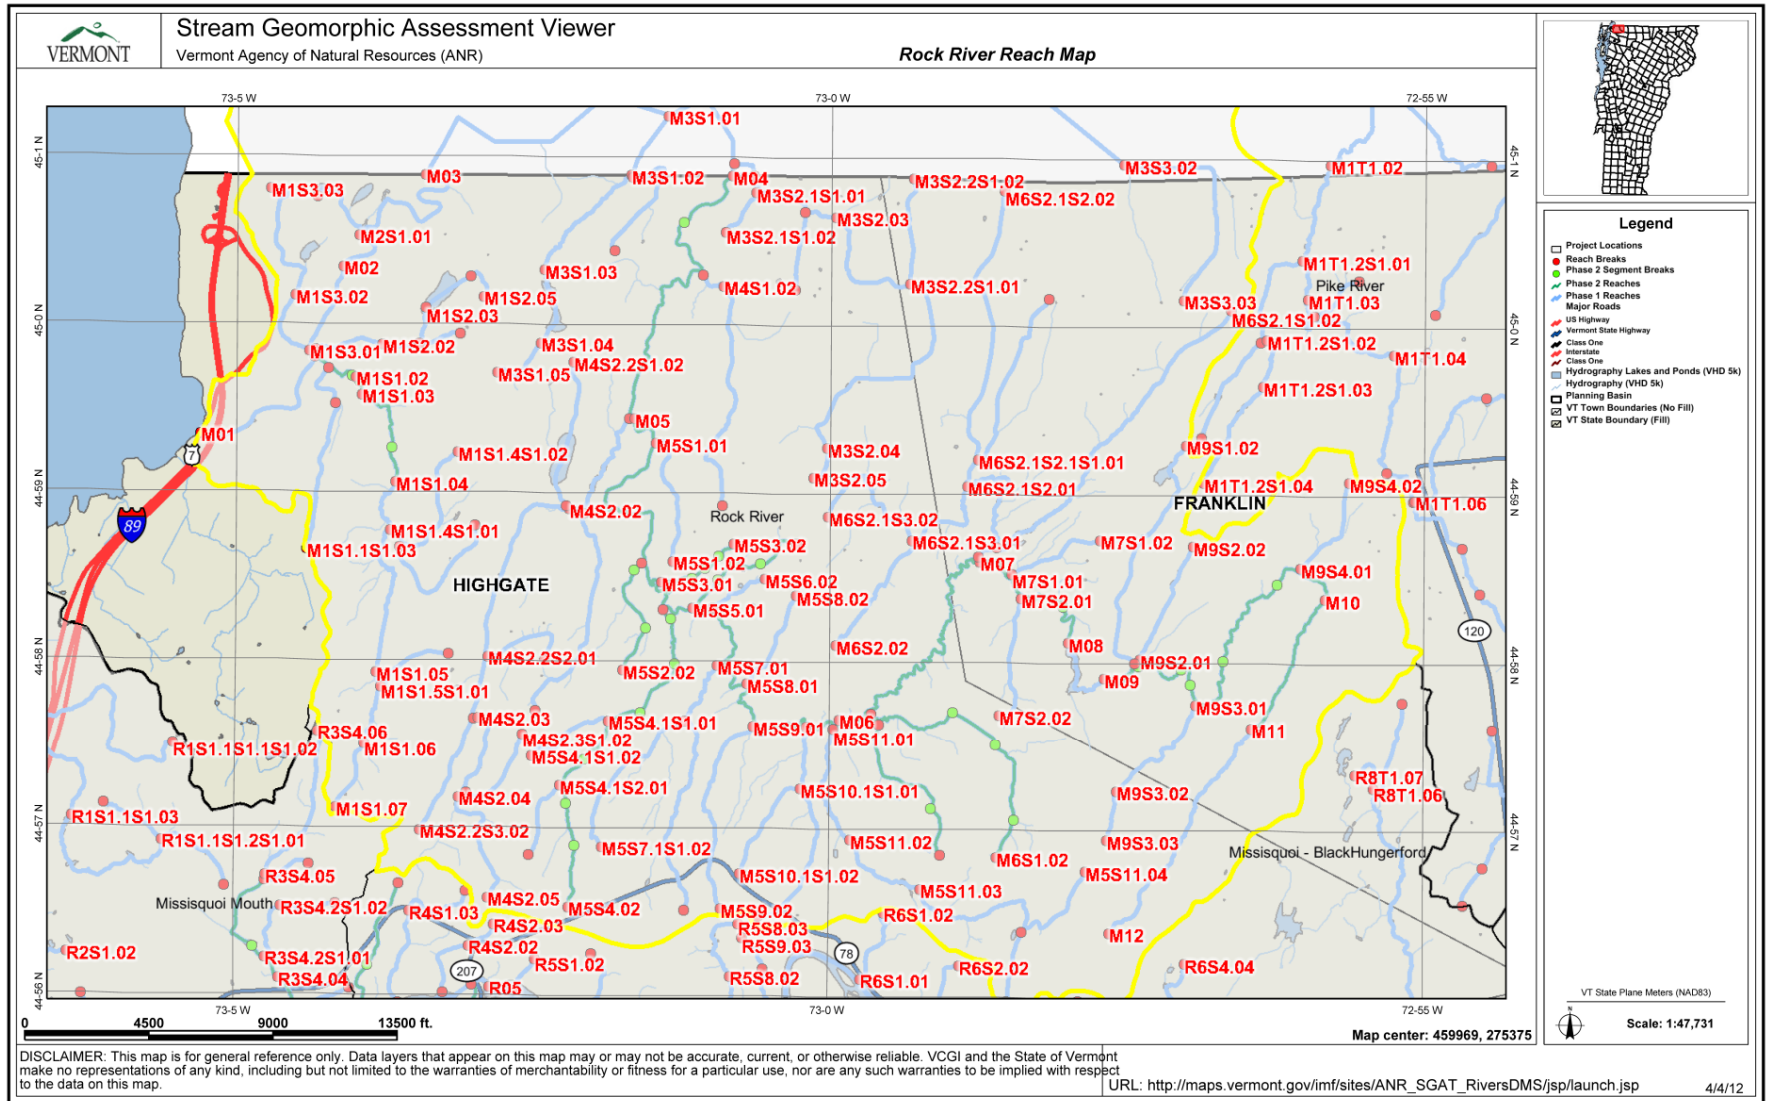 VERMONT
Stream Geomorphic Assessment Viewer
Vermont Agency of Natural Resources (ANR)
Rock River Reach Map
73-5 W
73-0 W
72-55 W
M3S1.01
45-1 N
45-1 N
M03
M3S1.02
M04
M3S2.2S1.02
M3S3.02
M1T1.02
M1S3.03
M3S2.1S1.01
M6S2.1S2.02
M3S2.03
M2S1.01
M3S2.1S1.02
M02
M3S1.03
M1T1.2S1.01
M1S3.02
M1S2.05
M4S1.02
M3S2.2S1.01
Pike River
M3S3.03
M1T1.03
M1S2.03
M6S2.1S1.02
45-0 N
45-0 N
M1S3.01
M1S2.02
M3S1.04
M1T1.2S1.02
M1T1.04
M4S2.2S1.02
M1S1.02
M3S1.05
M1S1.03
M1T1.2S1.03
M05
M01
7
M5S1.01
M1S1.4S1.02
M3S2.04
M9S1.02
M6S2.1S2.1S1.01
M1S1.04
M3S2.05
M6S2.1S2.01
M1T1.2S1.04
M9S4.02
44-59 N
44-59 N
FRANKLIN
M1T1.06
M4S2.02
Rock River
M6S2.1S3.02
89
M1S1.4S1.01
M1S1.1S1.03
M5S3.02
M6S2.1S3.01
M7S1.02
M9S2.02
M5S1.02
M07
M9S4.01
HIGHGATE
M5S3.01
M5S6.02
M7S1.01
M5S8.02
M7S2.01
M10
M5S5.01
120
M6S2.02
M08
44-58 N
44-58 N
M4S2.2S2.01
M9S2.01
M1S1.05
M5S2.02
M5S7.01
M09
M1S1.5S1.01
M5S8.01
M9S3.01
M4S2.03
M5S4.1S1.01
M06
M7S2.02
R3S4.06
M5S9.01
M11
M4S2.3S1.02
M5S11.01
R1S1.1S1.1S1.02
M1S1.06
M5S4.1S1.02
R8T1.07
M5S4.1S2.01
M5S10.1S1.01
M9S3.02
R8T1.06
M4S2.04
M1S1.07
R1S1.1S1.03
44-57 N
44-57 N
M4S2.2S3.02
R1S1.1S1.2S1.01
M5S7.1S1.02
M5S11.02
M9S3.03
Missisquoi - BlackHungerford
M6S1.02
R3S4.05
M5S10.1S1.02
M5S11.04
M5S11.03
Missisquoi Mouth
R3S4.2S1.02
M4S2.05
R4S1.03
M5S4.02
M5S9.02
R6S1.02
R4S2.03
R5S8.03
M12
R4S2.02
R5S9.03
R2S1.02
78
R3S4.2S1.01
207
R5S1.02
R6S2.02
R6S4.04
R3S4.04
R5S8.02
R6S1.01
R05
44-56 N
44-56 N
73-5 W
73-0 W
72-55 W
0
4500
9000
13500 ft.
Map center: 459969, 275375
DISCLAIMER: This map is for general reference only. Data layers that appear on this map may or may not be accurate, current, or otherwise reliable. VCGI and the State of Vermont
make no representations of any kind, including but not limited to the warranties of merchantability or fitness for a particular use, nor are any such warranties to be implied with respect
to the data on this map.
URL: http://maps.vermont.gov/imf/sites/ANR_SGAT_RiversDMS/jsp/launch.jsp
4/4/12
Legend
Project Locations
Reach Breaks
Phase 2 Segment Breaks
Phase 2 Reaches
Phase 1 Reaches
Major Roads
US Highway
Vermont State Highway
Class One
Interstate
Class One
Hydrography Lakes and Ponds (VHD 5k)
Hydrography (VHD 5k)
Planning Basin
VT Town Boundaries (No Fill)
VT State Boundary (Fill)
VT State Plane Meters (NAD83)
N
Scale: 1:47,731